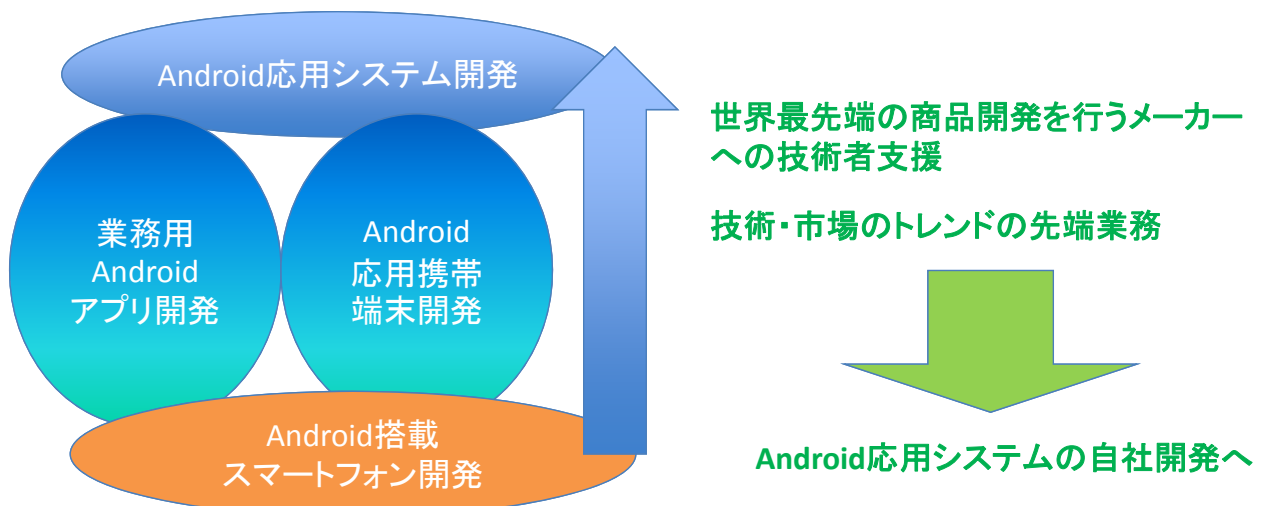 Android応用システム開発
業務用
Android
アプリ開発
Android
応用携帯
端末開発
Android搭載
スマートフォン開発
世界最先端の商品開発を行うメーカー
への技術者支援
技術・市場のトレンドの先端業務
Android応用システムの自社開発へ